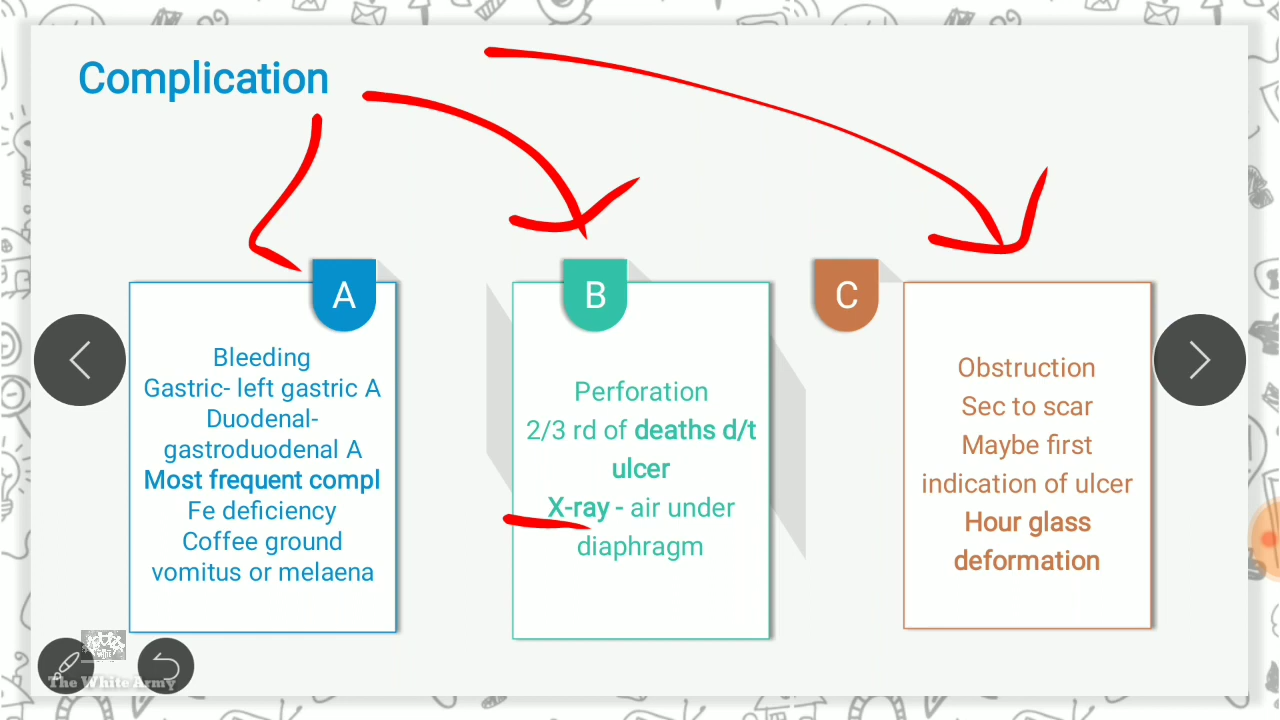 Complication
A
Bleeding
Gastric- left gastric A
Duodenal-
gastroduodenal A
Most frequent compl
Fe deficiency
Coffee ground
vomitus or melaena
B
Perforation
2/3 rd of deaths d/t
ulcer
X-ray - air under
diaphragm
C
Obstruction
Sec to scar
Maybe first
indication of ulcer
Hour glass
deformation
The White Army